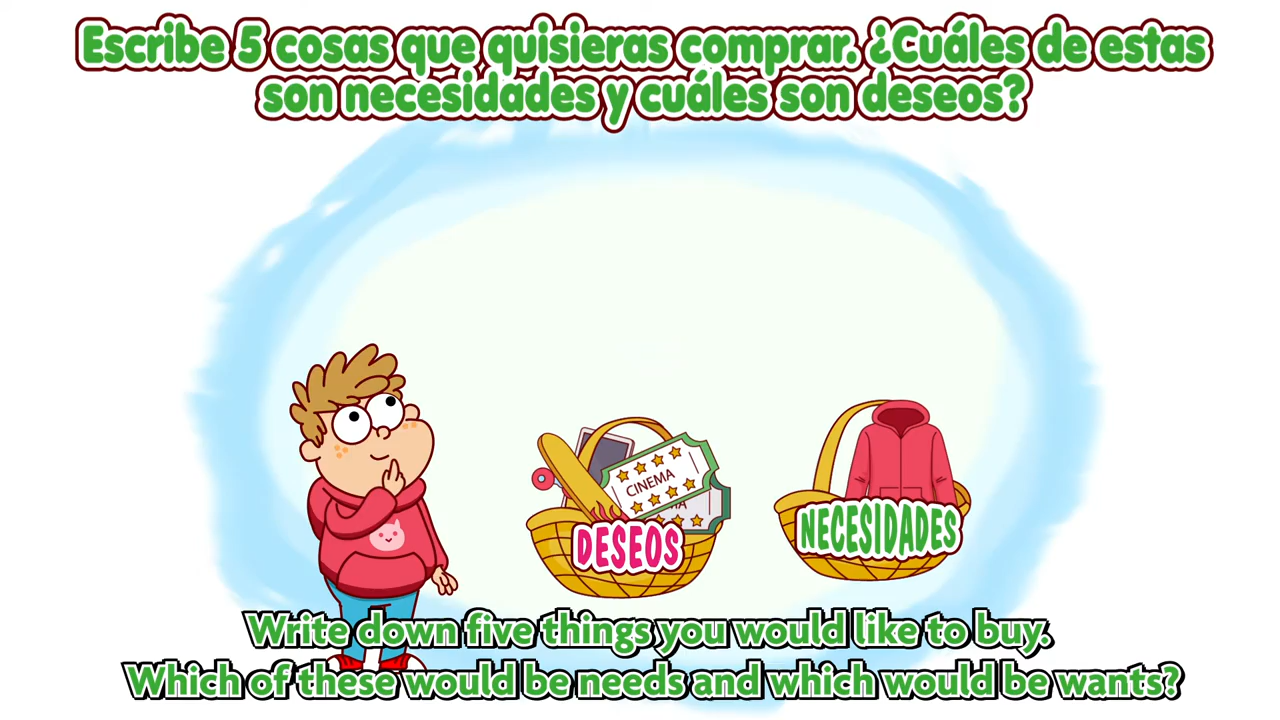 Escribe 5 cosas que quisieras comprar. ¿Cuáles de estas
son necesidades y cuáles son deseos?
CINEMA
MA
DESEOS
NECESIDADES
Write down five things you would like to buy.
Which of these would be needs and which would be wants?